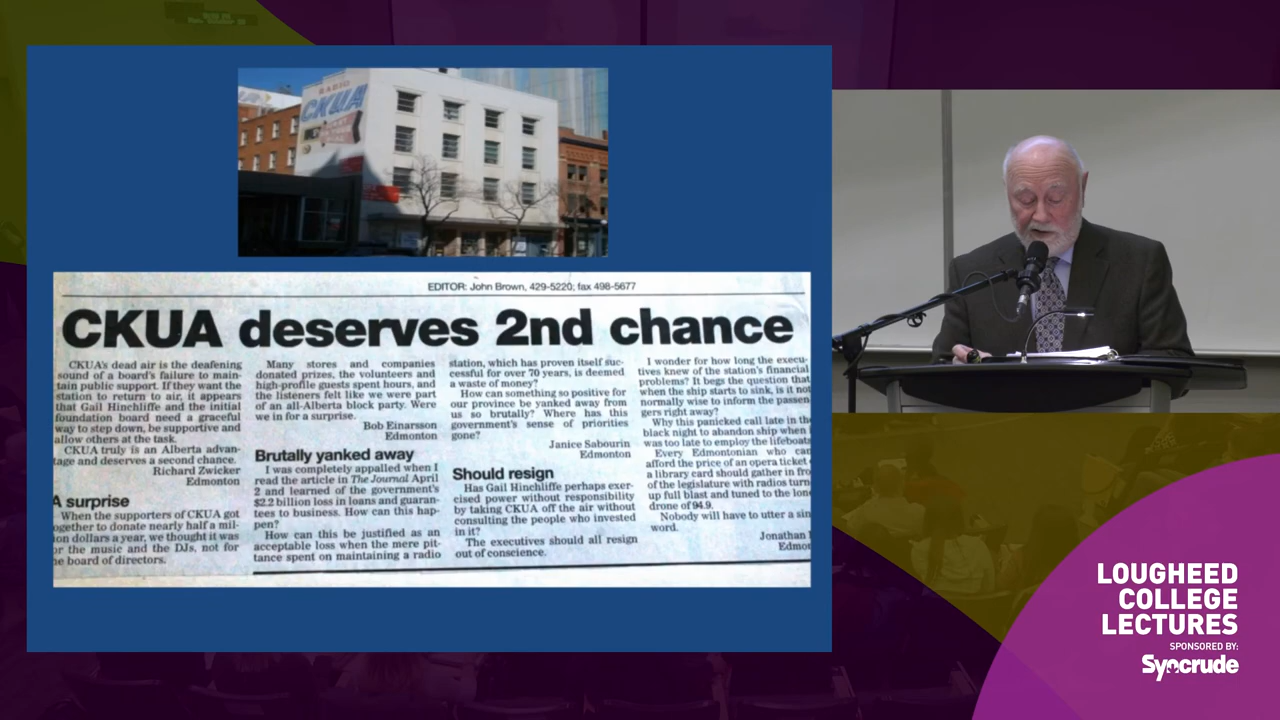 RADIO
CKUA
EDITOR: John Brown, 429-5220; fax 498-5677
CKUA deserves 2nd chance
CKUA's dead air is the deafening
sound of a board's failure to main-
tain public support. If they want the
station to return to air, it appears
that Gail Hinchliffe and the initial
foundation board need a graceful
way to step down, be supportive and
allow others at the task.
CKUA truly is an Alberta advan-
tage and deserves a second chance.
Richard Zwicker
Edmonton
A surprise
When the supporters of CKUA got
ogether to donate nearly half a mil-
ion dollars a year, we thought it was
or the music and the DJs, not for
e board of directors.
Many stores and companies
donated prizes, the volunteers and
high-profile guests spent hours, and
the listeners felt like we were part
of an all-Alberta block party. Were
we in for a surprise.
Bob Einarsson
Edmonton
Brutally yanked away
I was completely appalled when I
read the article in The Journal April
2 and learned of the government's
$2.2 billion loss in loans and guaran-
tees to business. How can this hap-
pen?
How can this be justified as an
acceptable loss when the mere pit-
tance spent on maintaining a radio
station, which has proven itself suc-
cessful for over 70 years, is deemed
a waste of money?
How can something so positive for
our province be yanked away from
us so brutally? Where has this
government's sense of priorities
gone?
Janice Sabourin
Edmonton
Should resign
Has Gail Hinchliffe perhaps exer-
cised power without responsibility
by taking CKUA off the air without
consulting the people who invested
in it?
The executives should all resign
out of conscience.
I wonder for how long the execu-
tives knew of the station's financial
problems? It begs the question that
when the ship starts to sink, is it not
normally wise to inform the passen-
gers right away?
Why this panicked call late in the
black night to abandon ship when
was too late to employ the lifeboats
Every Edmontonian who can
afford the price of an opera ticket
a library card should gather in fro
of the legislature with radios turn
up full blast and tuned to the lon
drone of 94.9.
Nobody will have to utter a sin
word.
Jonathan
Edmo
LOUGHEED
COLLEGE
LECTURES
SPONSORED BY:
Syncrude